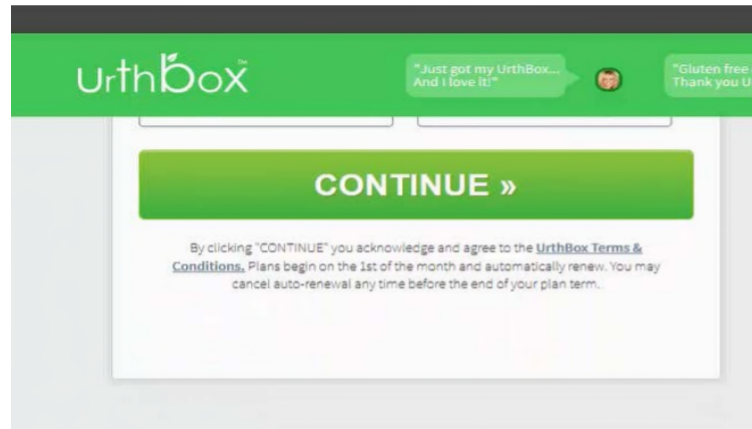 UrthBox™
"Just got my UrthBox...
And I love it!"
"Gluten free
Thank you U
CONTINUE »
By clicking "CONTINUE" you acknowledge and agree to the UrthBox Terms &
Conditions. Plans begin on the 1st of the month and automatically renew. You may
cancel auto-renewal any time before the end of your plan term.